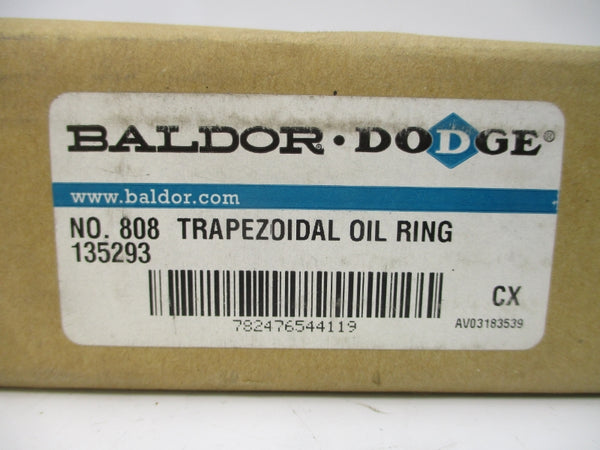 BALDOR · DODGE®
www.baldor.com
NO. 808 TRAPEZOIDAL OIL RING
135293
CX
782476544119
AV03183539